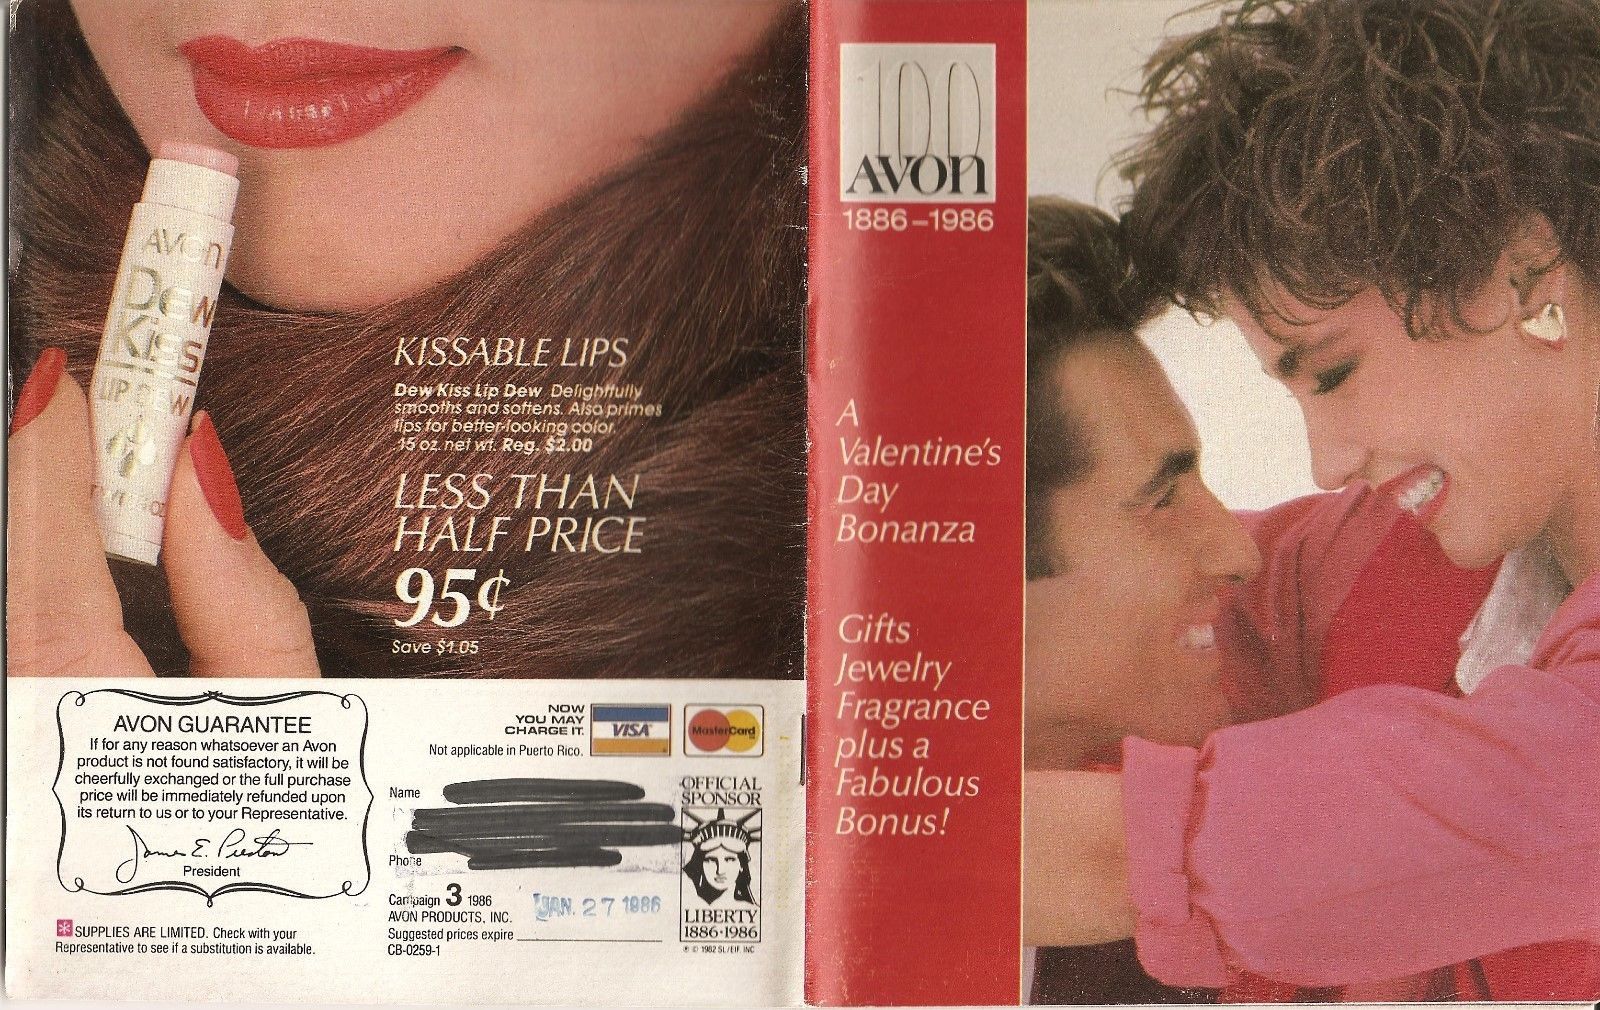 AVON
Dew
Kiss
LIP DEW
KISSABLE LIPS
Dew Kiss Lip Dew Delightfully
smooths and softens. Also primes
lips for better-looking color.
.15 oz. net wt. Reg. $2.00
LESS THAN
HALF PRICE
95¢
Save $1.05
AVON GUARANTEE
If for any reason whatsoever an Avon
product is not found satisfactory, it will be
cheerfully exchanged or the full purchase
price will be immediately refunded upon
its return to us or to your Representative.
James E. Preston
President
* SUPPLIES ARE LIMITED. Check with your
Representative to see if a substitution is available.
NOW
YOU MAY
CHARGE IT.
Not applicable in Puerto Rico.
VISA
MasterCard
Name
Phone
Campaign 3 1986
AVON PRODUCTS, INC.
Suggested prices expire
JAN. 27 1986
CB-0259-1
OFFICIAL
SPONSOR
LIBERTY
1886·1986
® © 1982 SL/EIF, INC
100
AVON
1886–1986
A
Valentine's
Day
Bonanza
Gifts
Jewelry
Fragrance
plus a
Fabulous
Bonus!